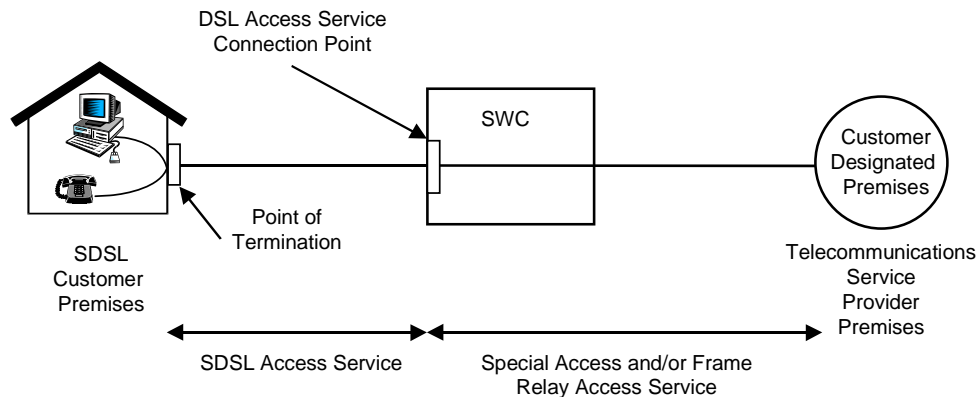 DSL Access Service
Connection Point
SWC
Customer
Designated
Premises
Point of
Termination
SDSL
Customer
Premises
Telecommunications
Service
Provider
Premises
SDSL Access Service
Special Access and/or Frame
Relay Access Service